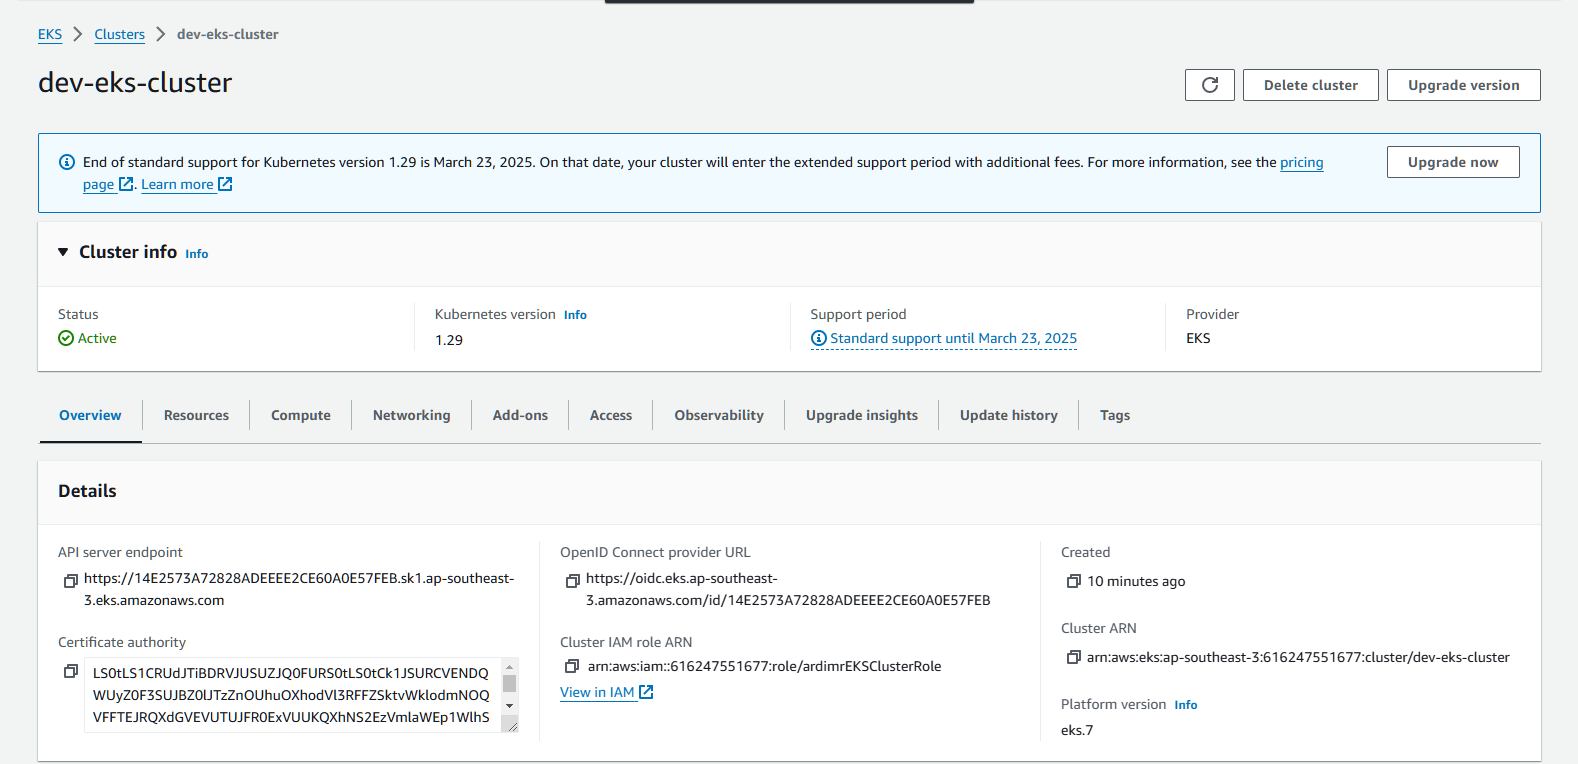 EKS > Clusters > dev-eks-cluster
dev-eks-cluster
Delete cluster
Upgrade version
End of standard support for Kubernetes version 1.29 is March 23, 2025. On that date, your cluster will enter the extended support period with additional fees. For more information, see the pricing
page. Learn more
Upgrade now
Cluster info Info
Status
Active
Kubernetes version Info
1.29
Support period
Standard support until March 23, 2025
Provider
EKS
Overview
Resources
Compute
Networking
Add-ons
Access
Observability
Upgrade insights
Update history
Tags
Details
API server endpoint
https://14E2573A72828ADEEEE2CE60A0E57FEB.sk1.ap-southeast-
3.eks.amazonaws.com
Certificate authority
LS0tLS1CRUdJTiBDRVJUSUZJQ0FURS0tLS0tCk1JSURCVENDQ
WUyZ0F3SUJBZ0lJTzZnOUhuOXhodVl3RFFZSktvWklodmNOQ
VFFTEJRQXdGVEVUTUJFR0ExVUUKQXhNS2EzVmlaWEp1WlhS
OpenID Connect provider URL
https://oidc.eks.ap-southeast-
3.amazonaws.com/id/14E2573A72828ADEEEE2CE60A0E57FEB
Cluster IAM role ARN
arn:aws:iam::616247551677:role/ardimrEKSClusterRole
View in IAM
Created
10 minutes ago
Cluster ARN
arn:aws:eks:ap-southeast-3:616247551677:cluster/dev-eks-cluster
Platform version Info
eks.7